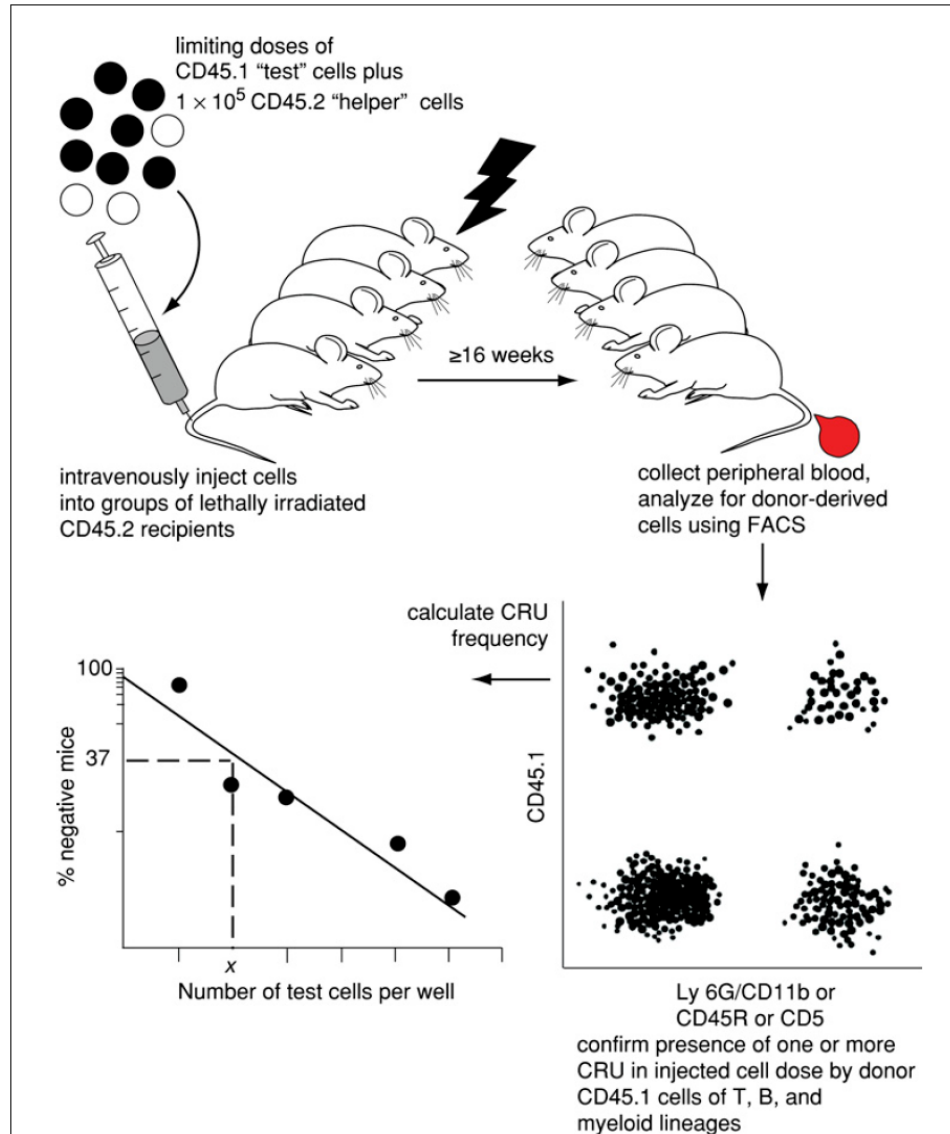 limiting doses of
CD45.1 “test” cells plus
1 × 10⁵ CD45.2 “helper” cells
≥16 weeks
intravenously inject cells
into groups of lethally irradiated
CD45.2 recipients
collect peripheral blood,
analyze for donor-derived
cells using FACS
calculate CRU
frequency
100
37
% negative mice
x
Number of test cells per well
CD45.1
Ly 6G/CD11b or
CD45R or CD5
confirm presence of one or more
CRU in injected cell dose by donor
CD45.1 cells of T, B, and
myeloid lineages